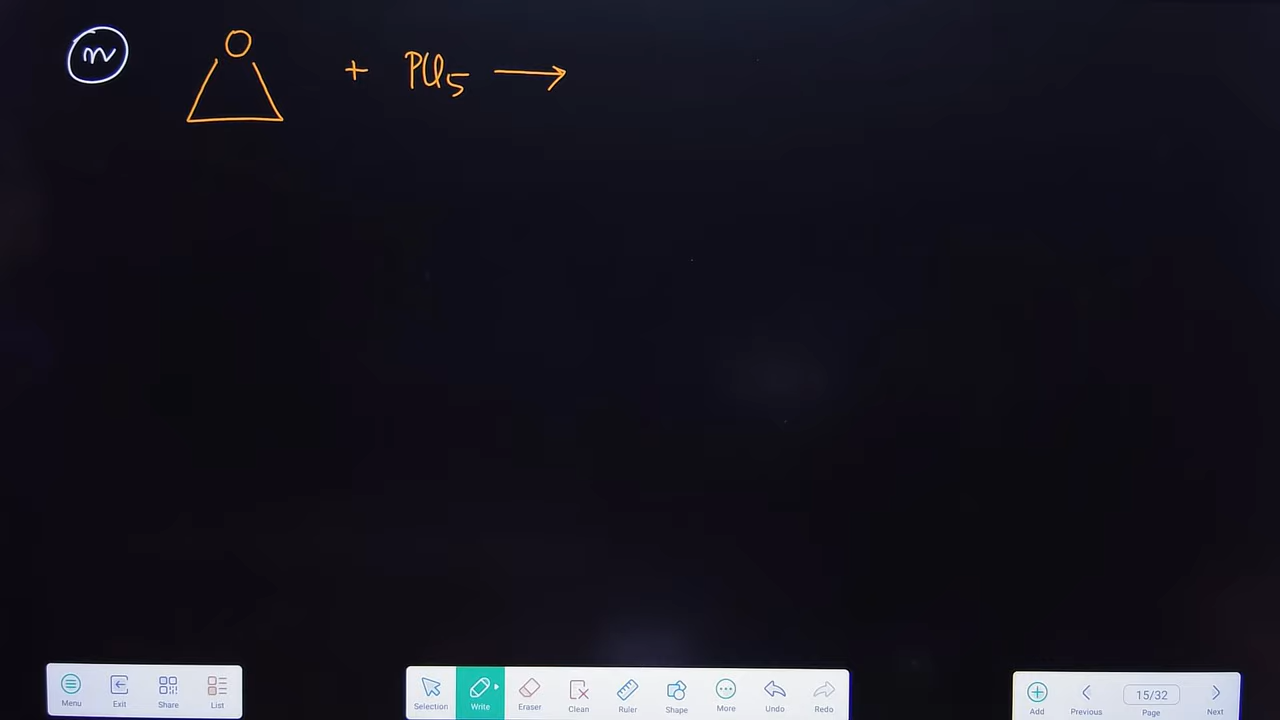 n O + PCl5 →
Menu Exit Share List Selection Write Eraser Clean Ruler Shape More Undo Redo Add Previous 15/32 Page Next